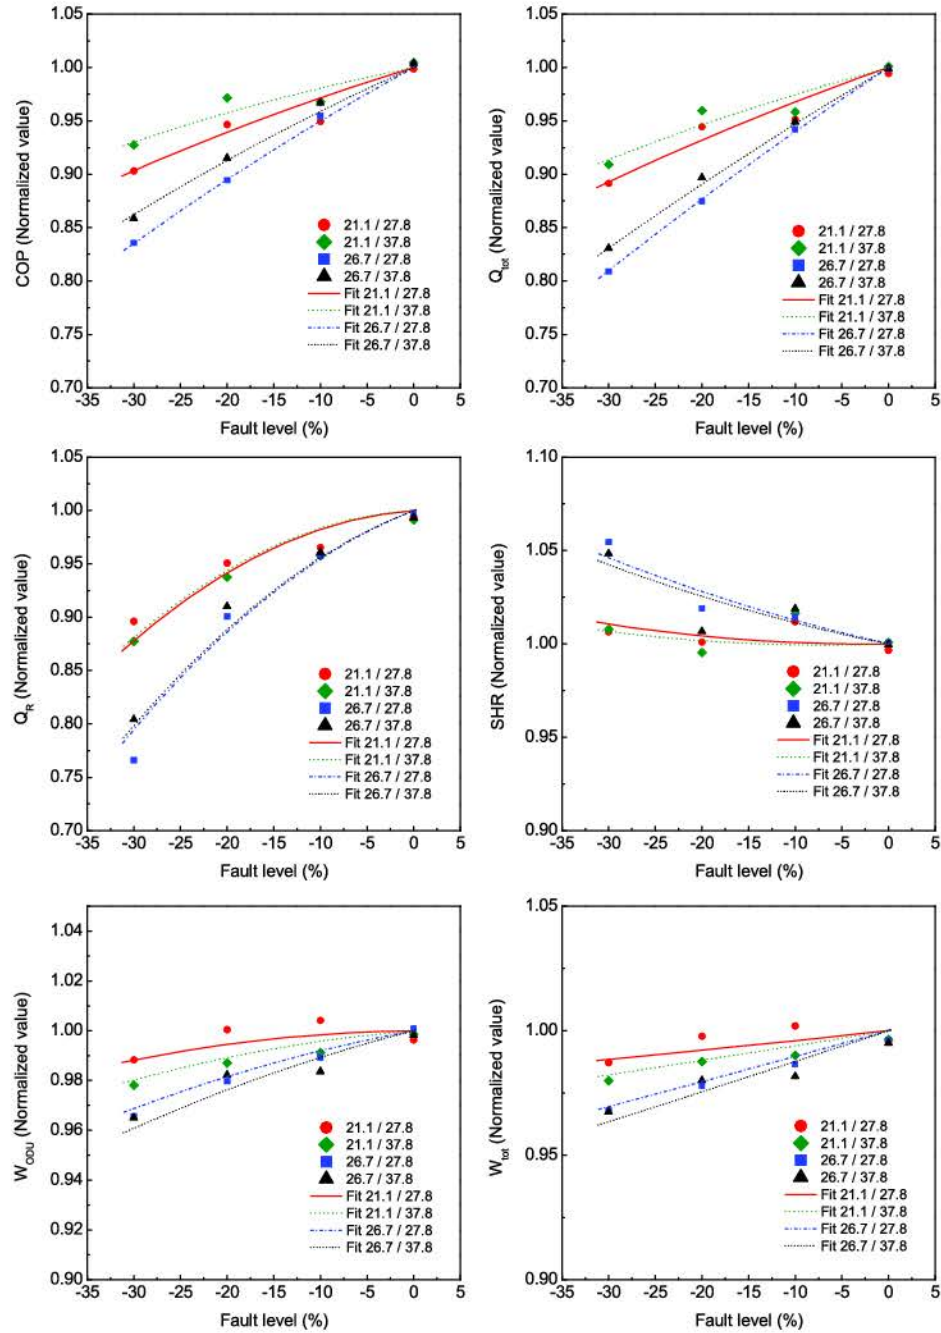 1.05
1.00
0.95
0.90
0.85
0.80
0.75
0.70
COP (Normalized value)
21.1 / 27.8
21.1 / 37.8
26.7 / 27.8
26.7 / 37.8
Fit 21.1 / 27.8
Fit 21.1 / 37.8
Fit 26.7 / 27.8
Fit 26.7 / 37.8
-35 -30 -25 -20 -15 -10 -5 0 5
Fault level (%)
1.05
1.00
0.95
0.90
0.85
0.80
0.75
0.70
Qtot (Normalized value)
21.1 / 27.8
21.1 / 37.8
26.7 / 27.8
26.7 / 37.8
Fit 21.1 / 27.8
Fit 21.1 / 37.8
Fit 26.7 / 27.8
Fit 26.7 / 37.8
-35 -30 -25 -20 -15 -10 -5 0 5
Fault level (%)
1.05
1.00
0.95
0.90
0.85
0.80
0.75
0.70
QR (Normalized value)
21.1 / 27.8
21.1 / 37.8
26.7 / 27.8
26.7 / 37.8
Fit 21.1 / 27.8
Fit 21.1 / 37.8
Fit 26.7 / 27.8
Fit 26.7 / 37.8
-35 -30 -25 -20 -15 -10 -5 0 5
Fault level (%)
1.10
1.05
1.00
0.95
0.90
SHR (Normalized value)
21.1 / 27.8
21.1 / 37.8
26.7 / 27.8
26.7 / 37.8
Fit 21.1 / 27.8
Fit 21.1 / 37.8
Fit 26.7 / 27.8
Fit 26.7 / 37.8
-35 -30 -25 -20 -15 -10 -5 0 5
Fault level (%)
1.04
1.02
1.00
0.98
0.96
0.94
0.92
0.90
WODU (Normalized value)
21.1 / 27.8
21.1 / 37.8
26.7 / 27.8
26.7 / 37.8
Fit 21.1 / 27.8
Fit 21.1 / 37.8
Fit 26.7 / 27.8
Fit 26.7 / 37.8
-35 -30 -25 -20 -15 -10 -5 0 5
Fault level (%)
1.05
1.00
0.95
0.90
Wtot (Normalized value)
21.1 / 27.8
21.1 / 37.8
26.7 / 27.8
26.7 / 37.8
Fit 21.1 / 27.8
Fit 21.1 / 37.8
Fit 26.7 / 27.8
Fit 26.7 / 37.8
-35 -30 -25 -20 -15 -10 -5 0 5
Fault level (%)